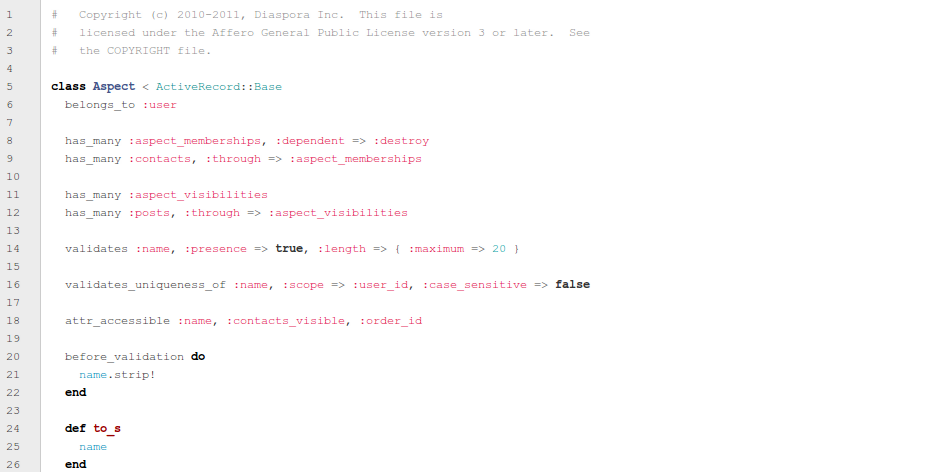 1 #   Copyright (c) 2010-2011, Diaspora Inc.  This file is
2 #   licensed under the Affero General Public License version 3 or later.  See
3 #   the COPYRIGHT file.
4
5 class Aspect < ActiveRecord::Base
6   belongs_to :user
7
8   has_many :aspect_memberships, :dependent => :destroy
9   has_many :contacts, :through => :aspect_memberships
10
11   has_many :aspect_visibilities
12   has_many :posts, :through => :aspect_visibilities
13
14   validates :name, :presence => true, :length => { :maximum => 20 }
15
16   validates_uniqueness_of :name, :scope => :user_id, :case_sensitive => false
17
18   attr_accessible :name, :contacts_visible, :order_id
19
20   before_validation do
21     name.strip!
22   end
23
24   def to_s
25     name
26   end